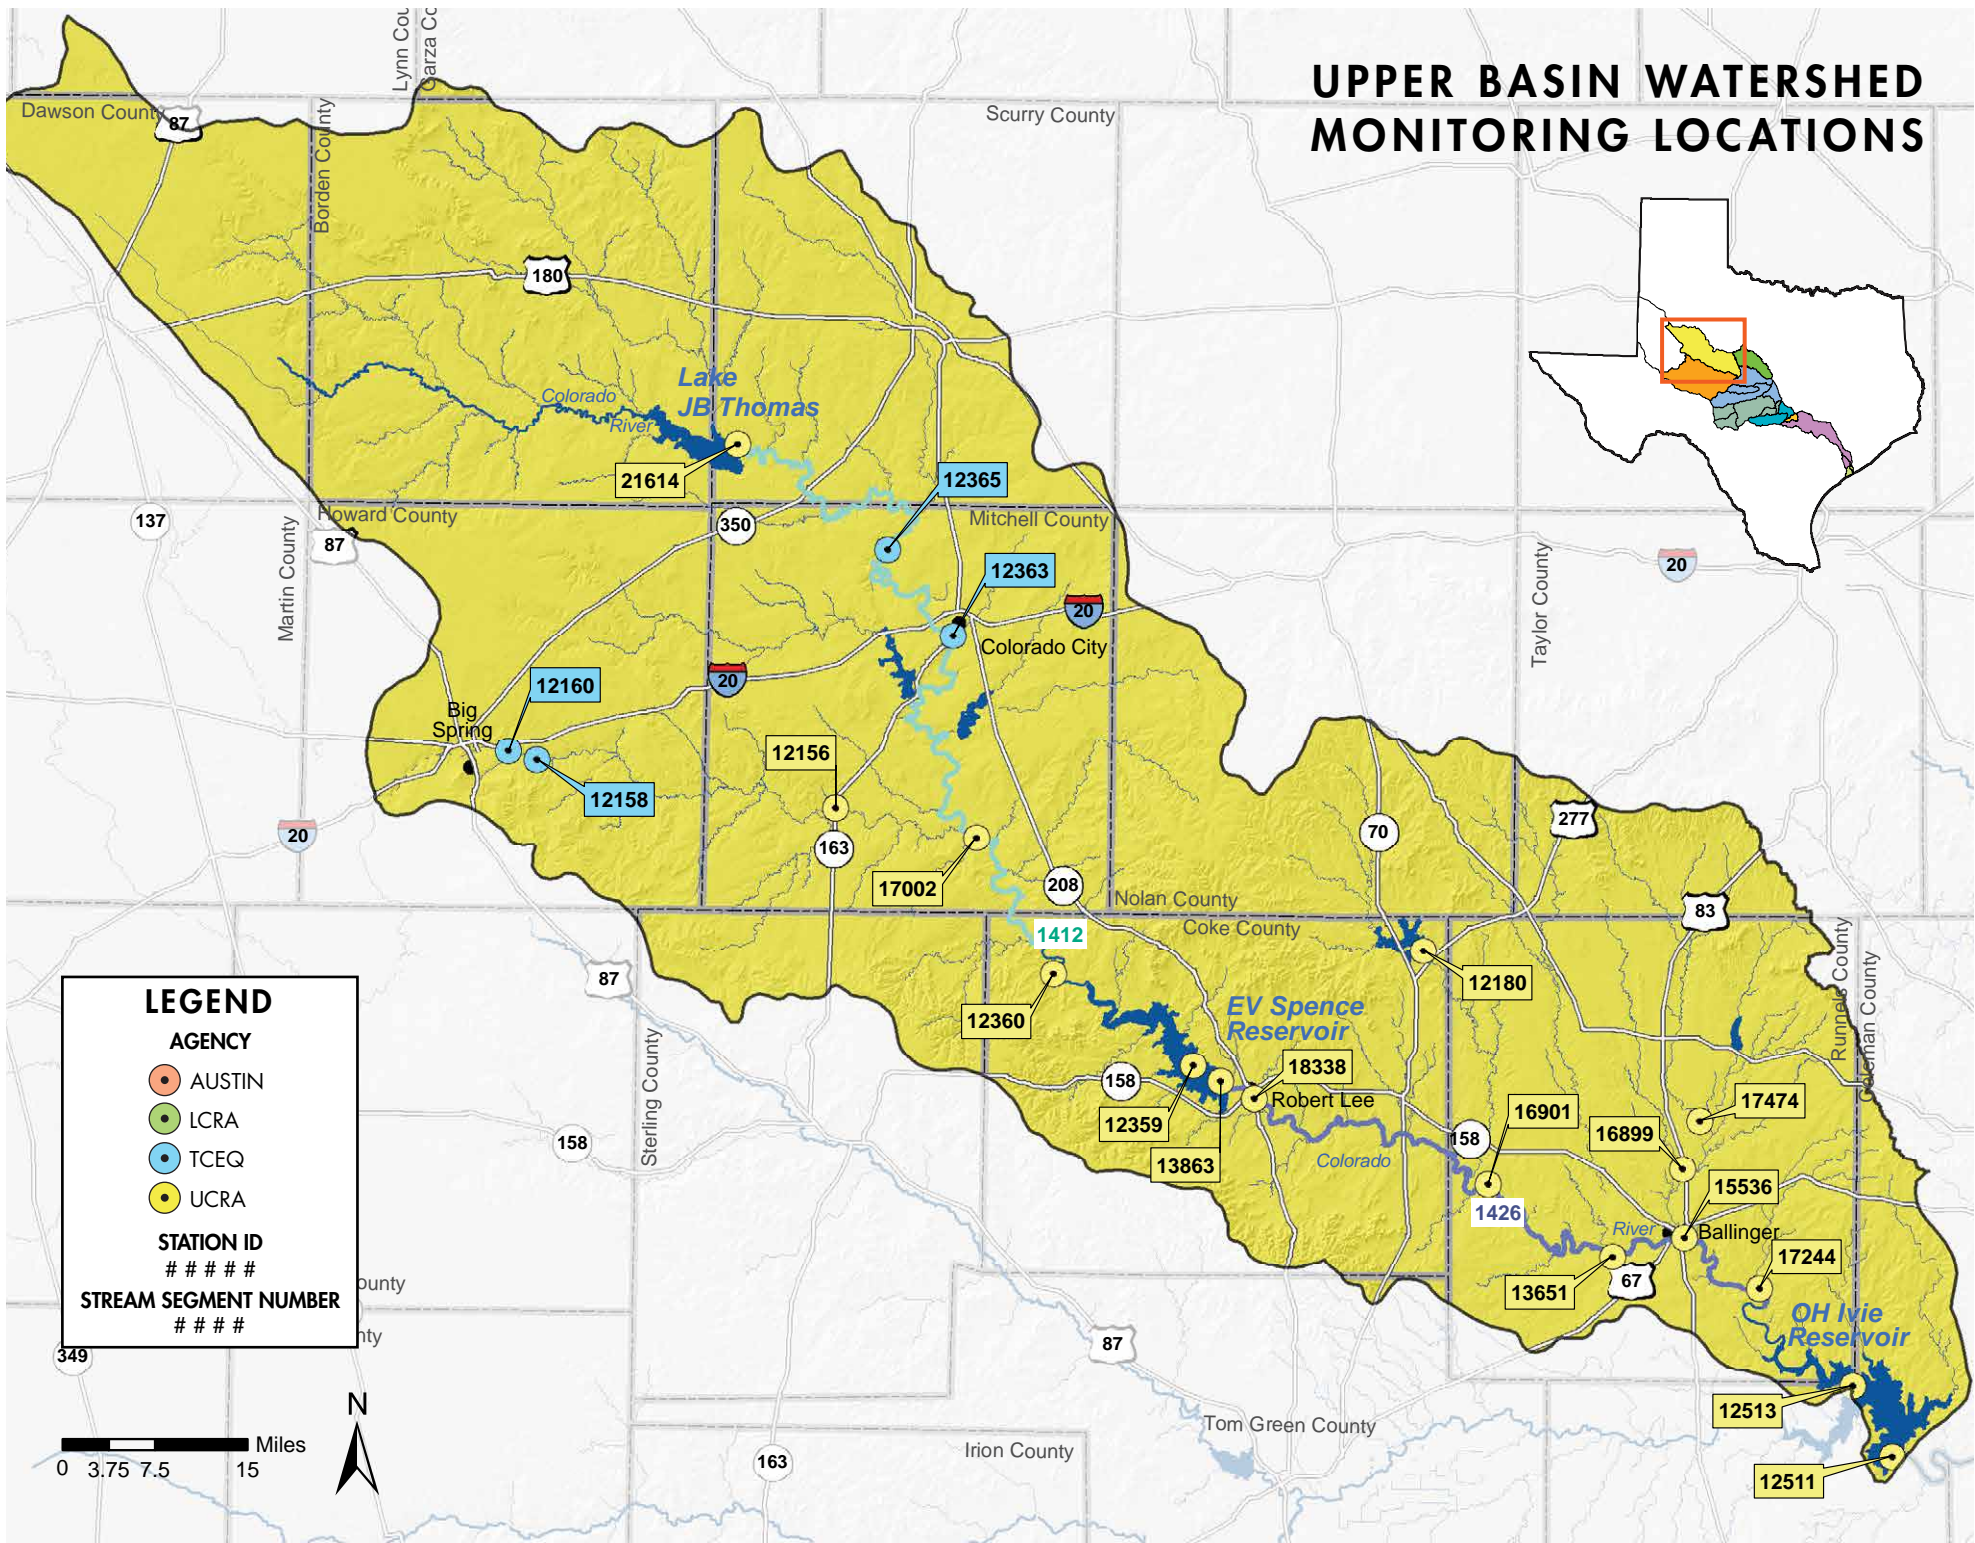 UPPER BASIN WATERSHED
MONITORING LOCATIONS
Lynn Cou
Garza Co
Dawson County
87
Borden County
Scurry County
180
Lake
JB Thomas
Colorado
River
21614
12365
137
Howard County
87
350
Mitchell County
Martin County
12363
20
Colorado City
20
Taylor County
20
12160
Big
Spring
12158
12156
163
17002
208
20
70
277
83
Nolan County
Coke County
1412
12180
87
12360
EV Spence
Reservoir
Runnels County
Coleman County
Sterling County
158
12359
13863
18338
Robert Lee
158
Colorado
158
16901
1426
16899
17474
15536
River
Ballinger
17244
13651
67
OH Ivie
Reservoir
12513
12511
87
Tom Green County
Irion County
163
349
ounty
nty
LEGEND
AGENCY
AUSTIN
LCRA
TCEQ
UCRA
STATION ID
# # # # #
STREAM SEGMENT NUMBER
# # # #
N
Miles
0 3.75 7.5 15